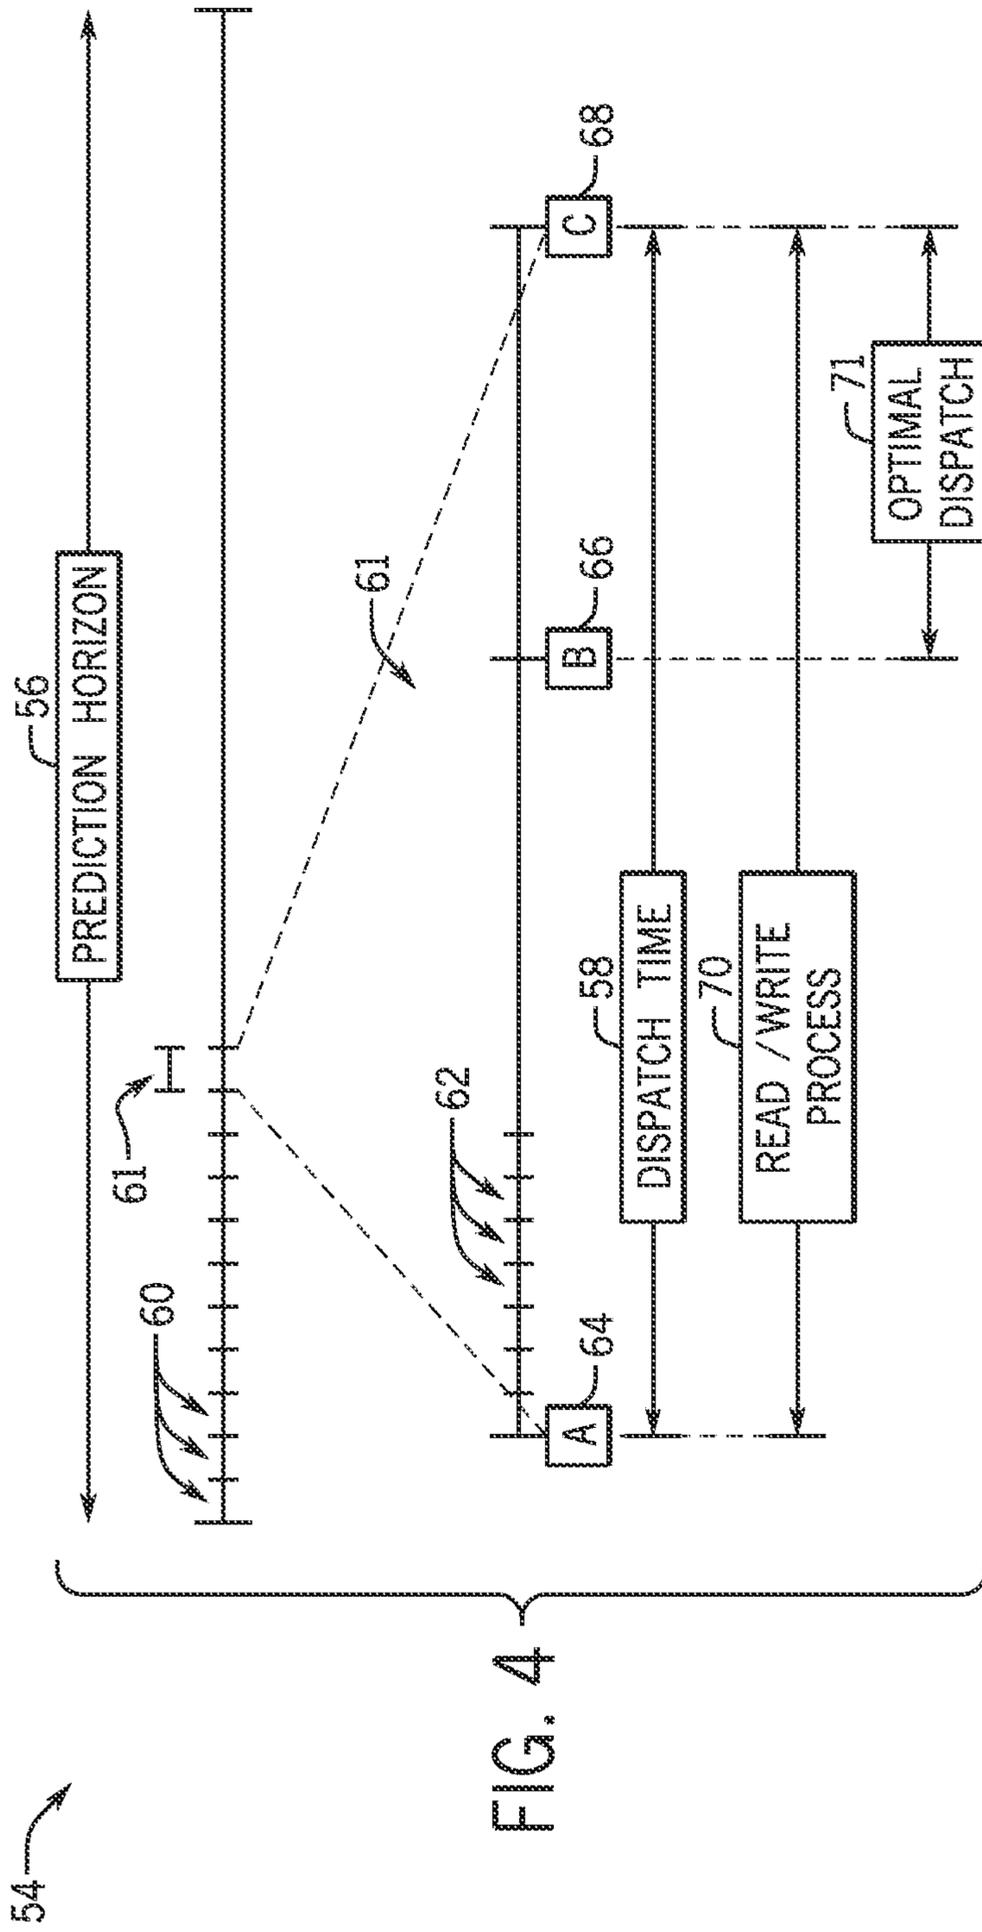 54
56
PREDICTION HORIZON
60
61
61
62
A
64
B
66
C
68
58
DISPATCH TIME
70
READ / WRITE
PROCESS
71
OPTIMAL
DISPATCH
FIG. 4